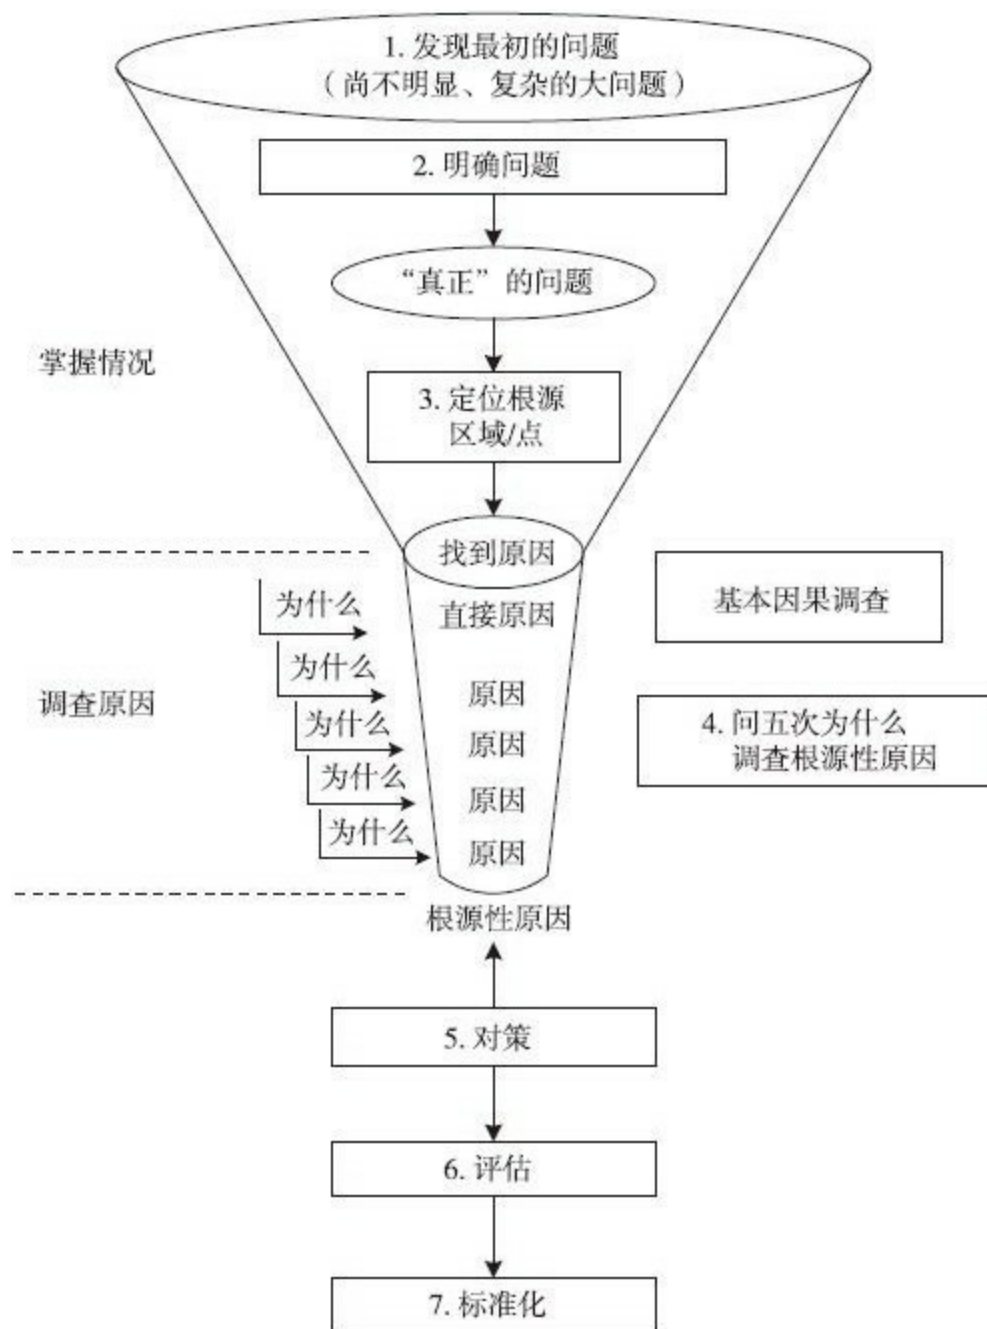 1. 发现最初的问题
（尚不明显、复杂的大问题）
2. 明确问题
“真正”的问题
掌握情况
3. 定位根源
区域/点
找到原因
为什么
直接原因
基本因果调查
为什么
原因
调查原因
为什么
原因
4. 问五次为什么
调查根源性原因
为什么
原因
为什么
原因
根源性原因
5. 对策
6. 评估
7. 标准化